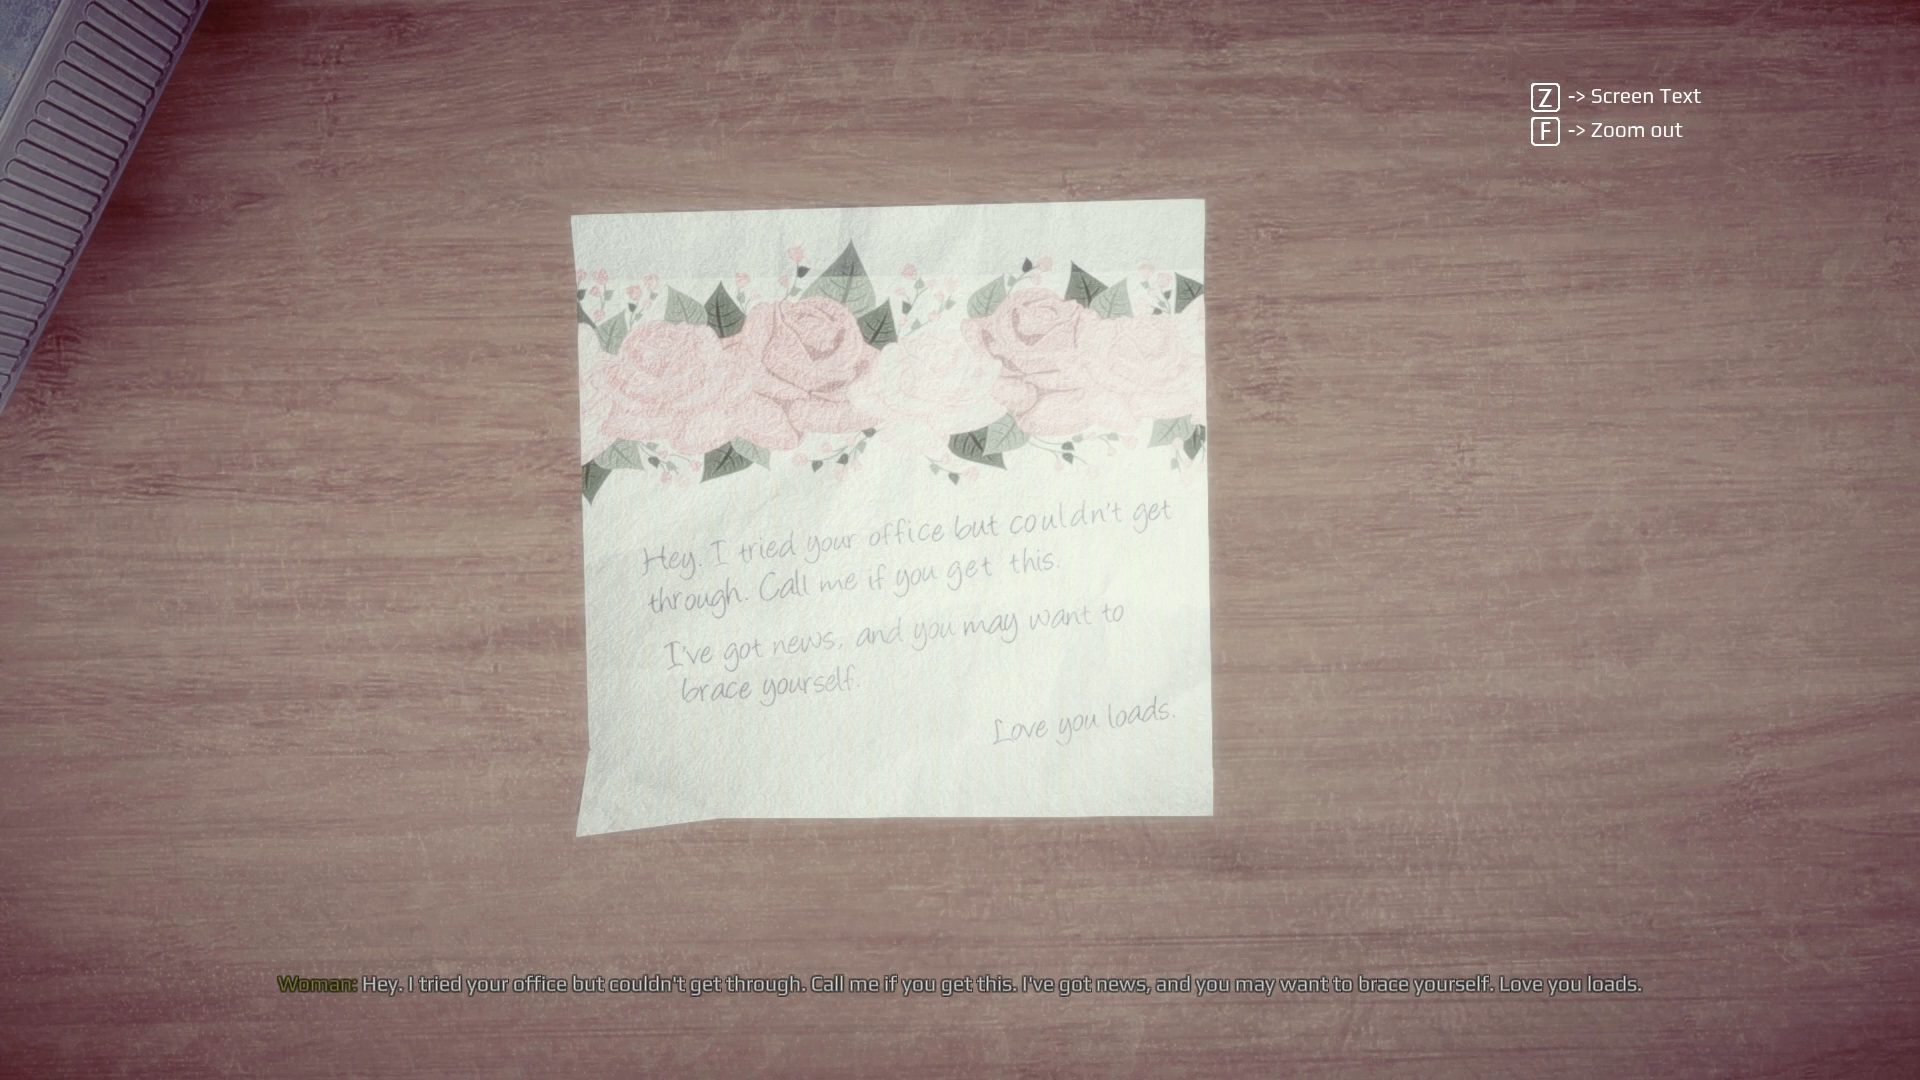 Z -> Screen Text
F -> Zoom out
Hey. I tried your office but couldn't get
through. Call me if you get this.
I've got news, and you may want to
brace yourself.
Love you loads.
Woman: Hey. I tried your office but couldn't get through. Call me if you get this. I've got news, and you may want to brace yourself. Love you loads.